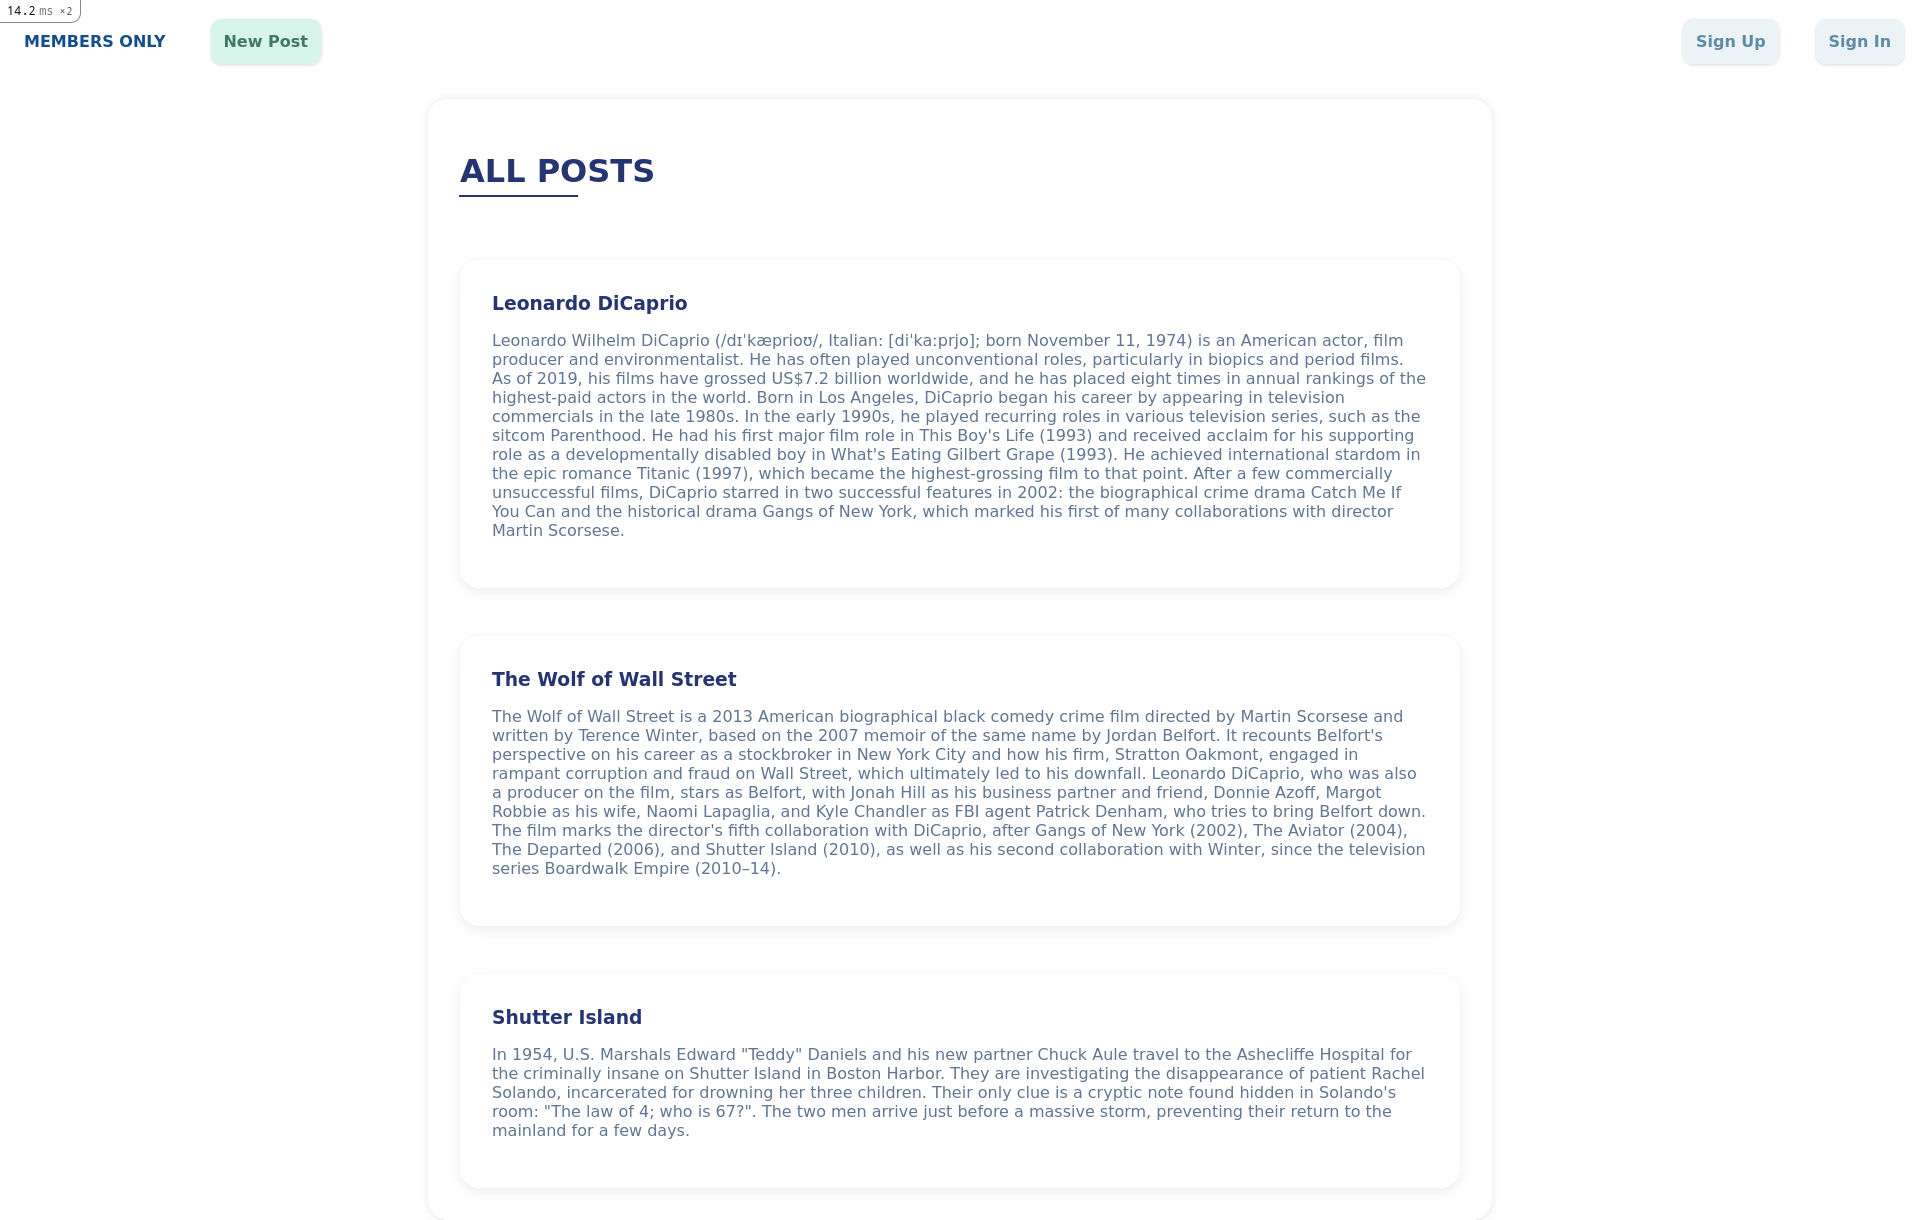 14.2 ms ×2
MEMBERS ONLY
New Post
Sign Up
Sign In
ALL POSTS
Leonardo DiCaprio
Leonardo Wilhelm DiCaprio (/dɪˈkæprioʊ/, Italian: [diˈkaːprjo]; born November 11, 1974) is an American actor, film
producer and environmentalist. He has often played unconventional roles, particularly in biopics and period films.
As of 2019, his films have grossed US$7.2 billion worldwide, and he has placed eight times in annual rankings of the
highest-paid actors in the world. Born in Los Angeles, DiCaprio began his career by appearing in television
commercials in the late 1980s. In the early 1990s, he played recurring roles in various television series, such as the
sitcom Parenthood. He had his first major film role in This Boy's Life (1993) and received acclaim for his supporting
role as a developmentally disabled boy in What's Eating Gilbert Grape (1993). He achieved international stardom in
the epic romance Titanic (1997), which became the highest-grossing film to that point. After a few commercially
unsuccessful films, DiCaprio starred in two successful features in 2002: the biographical crime drama Catch Me If
You Can and the historical drama Gangs of New York, which marked his first of many collaborations with director
Martin Scorsese.
The Wolf of Wall Street
The Wolf of Wall Street is a 2013 American biographical black comedy crime film directed by Martin Scorsese and
written by Terence Winter, based on the 2007 memoir of the same name by Jordan Belfort. It recounts Belfort's
perspective on his career as a stockbroker in New York City and how his firm, Stratton Oakmont, engaged in
rampant corruption and fraud on Wall Street, which ultimately led to his downfall. Leonardo DiCaprio, who was also
a producer on the film, stars as Belfort, with Jonah Hill as his business partner and friend, Donnie Azoff, Margot
Robbie as his wife, Naomi Lapaglia, and Kyle Chandler as FBI agent Patrick Denham, who tries to bring Belfort down.
The film marks the director's fifth collaboration with DiCaprio, after Gangs of New York (2002), The Aviator (2004),
The Departed (2006), and Shutter Island (2010), as well as his second collaboration with Winter, since the television
series Boardwalk Empire (2010–14).
Shutter Island
In 1954, U.S. Marshals Edward "Teddy" Daniels and his new partner Chuck Aule travel to the Ashecliffe Hospital for
the criminally insane on Shutter Island in Boston Harbor. They are investigating the disappearance of patient Rachel
Solando, incarcerated for drowning her three children. Their only clue is a cryptic note found hidden in Solando's
room: "The law of 4; who is 67?". The two men arrive just before a massive storm, preventing their return to the
mainland for a few days.